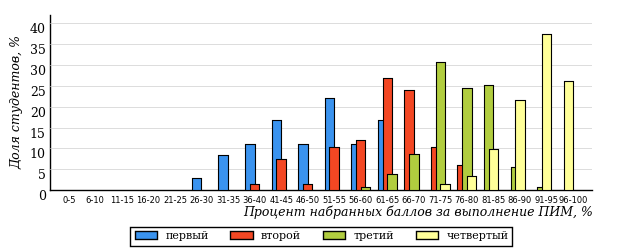 Доля студентов, %
40
35
30
25
20
15
10
5
0
0-5 6-10 11-15 16-20 21-25 26-30 31-35 36-40 41-45 46-50 51-55 56-60 61-65 66-70 71-75 76-80 81-85 86-90 91-95 96-100
Процент набранных баллов за выполнение ПИМ, %
первый второй третий четвертый